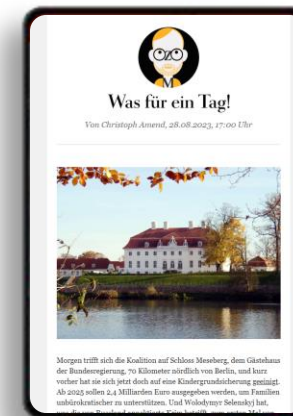 Was für ein Tag!
Von Christoph Amend, 28.08.2023, 17:00 Uhr
Morgen trifft sich die Koalition auf Schloss Meseberg, dem Gästehaus
der Bundesregierung, 70 Kilometer nördlich von Berlin, und kurz
vorher hat sie sich jetzt doch auf eine Kindergrundsicherung geeinigt.
Ab 2025 sollen 2,4 Milliarden Euro ausgegeben werden, um Familien
unbürokratischer zu unterstützen. Und Wolodymyr Selenskyj hat,